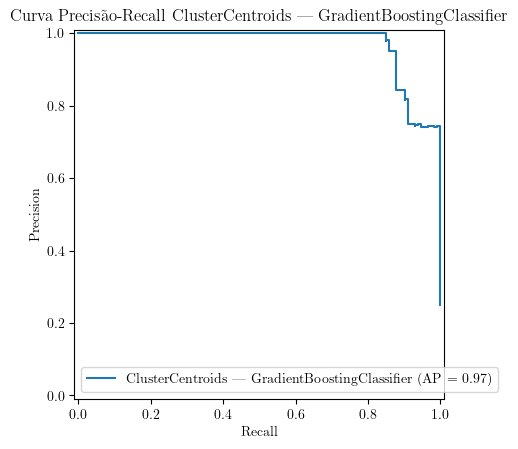 Curva Precisão-Recall ClusterCentroids — GradientBoostingClassifier
1.0
0.8
0.6
0.4
0.2
0.0
Precision
ClusterCentroids — GradientBoostingClassifier (AP = 0.97)
0.0 0.2 0.4 0.6 0.8 1.0
Recall